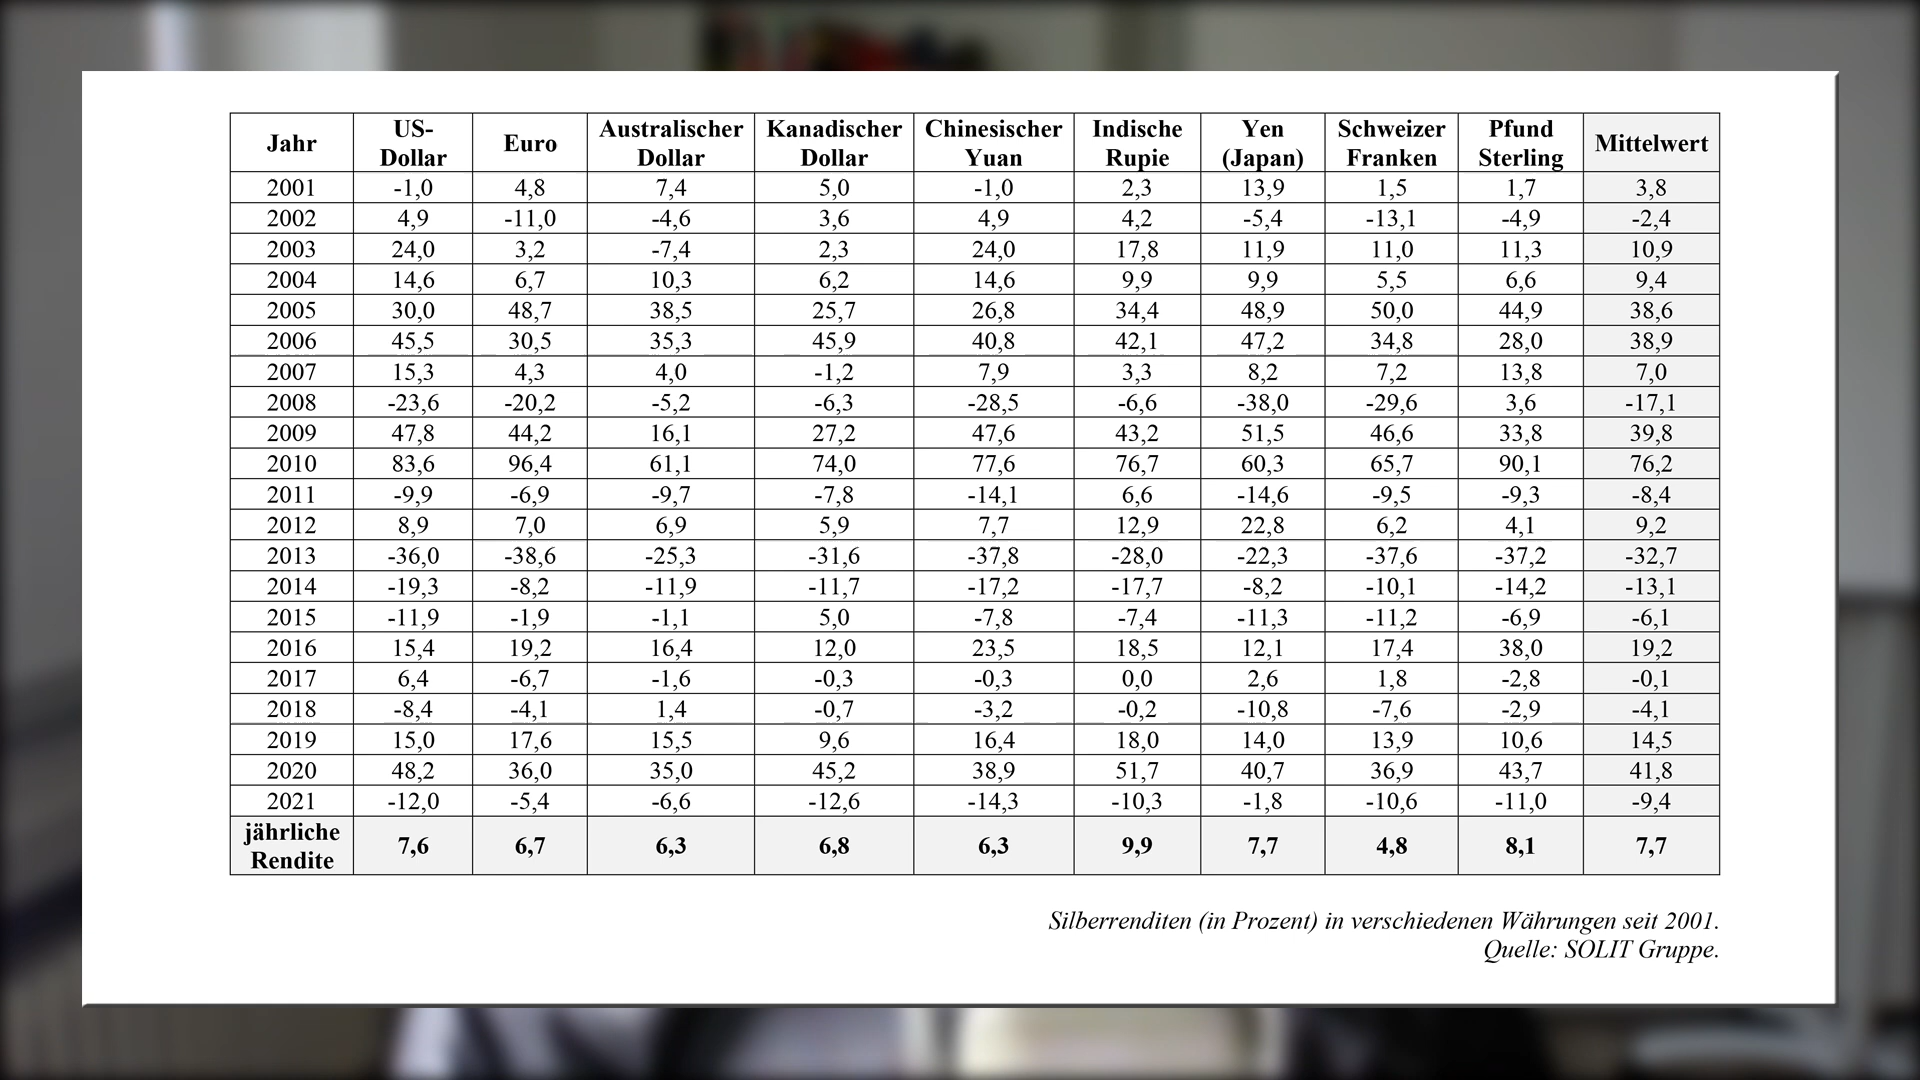 Jahr US-Dollar Euro Australischer Dollar Kanadischer Dollar Chinesischer Yuan Indische Rupie Yen (Japan) Schweizer Franken Pfund Sterling Mittelwert
2001 -1,0 4,8 7,4 5,0 -1,0 2,3 13,9 1,5 1,7 3,8
2002 4,9 -11,0 -4,6 3,6 4,9 4,2 -5,4 -13,1 -4,9 -2,4
2003 24,0 3,2 -7,4 2,3 24,0 17,8 11,9 11,0 11,3 10,9
2004 14,6 6,7 10,3 6,2 14,6 9,9 9,9 5,5 6,6 9,4
2005 30,0 48,7 38,5 25,7 26,8 34,4 48,9 50,0 44,9 38,6
2006 45,5 30,5 35,3 45,9 40,8 42,1 47,2 34,8 28,0 38,9
2007 15,3 4,3 4,0 -1,2 7,9 3,3 8,2 7,2 13,8 7,0
2008 -23,6 -20,2 -5,2 -6,3 -28,5 -6,6 -38,0 -29,6 3,6 -17,1
2009 47,8 44,2 16,1 27,2 47,6 43,2 51,5 46,6 33,8 39,8
2010 83,6 96,4 61,1 74,0 77,6 76,7 60,3 65,7 90,1 76,2
2011 -9,9 -6,9 -9,7 -7,8 -14,1 6,6 -14,6 -9,5 -9,3 -8,4
2012 8,9 7,0 6,9 5,9 7,7 12,9 22,8 6,2 4,1 9,2
2013 -36,0 -38,6 -25,3 -31,6 -37,8 -28,0 -22,3 -37,6 -37,2 -32,7
2014 -19,3 -8,2 -11,9 -11,7 -17,2 -17,7 -8,2 -10,1 -14,2 -13,1
2015 -11,9 -1,9 -1,1 5,0 -7,8 -7,4 -11,3 -11,2 -6,9 -6,1
2016 15,4 19,2 16,4 12,0 23,5 18,5 12,1 17,4 38,0 19,2
2017 6,4 -6,7 -1,6 -0,3 -0,3 0,0 2,6 1,8 -2,8 -0,1
2018 -8,4 -4,1 1,4 -0,7 -3,2 -0,2 -10,8 -7,6 -2,9 -4,1
2019 15,0 17,6 15,5 9,6 16,4 18,0 14,0 13,9 10,6 14,5
2020 48,2 36,0 35,0 45,2 38,9 51,7 40,7 36,9 43,7 41,8
2021 -12,0 -5,4 -6,6 -12,6 -14,3 -10,3 -1,8 -10,6 -11,0 -9,4
jährliche Rendite 7,6 6,7 6,3 6,8 6,3 9,9 7,7 4,8 8,1 7,7
Silberrenditen (in Prozent) in verschiedenen Währungen seit 2001.
Quelle: SOLIT Gruppe.